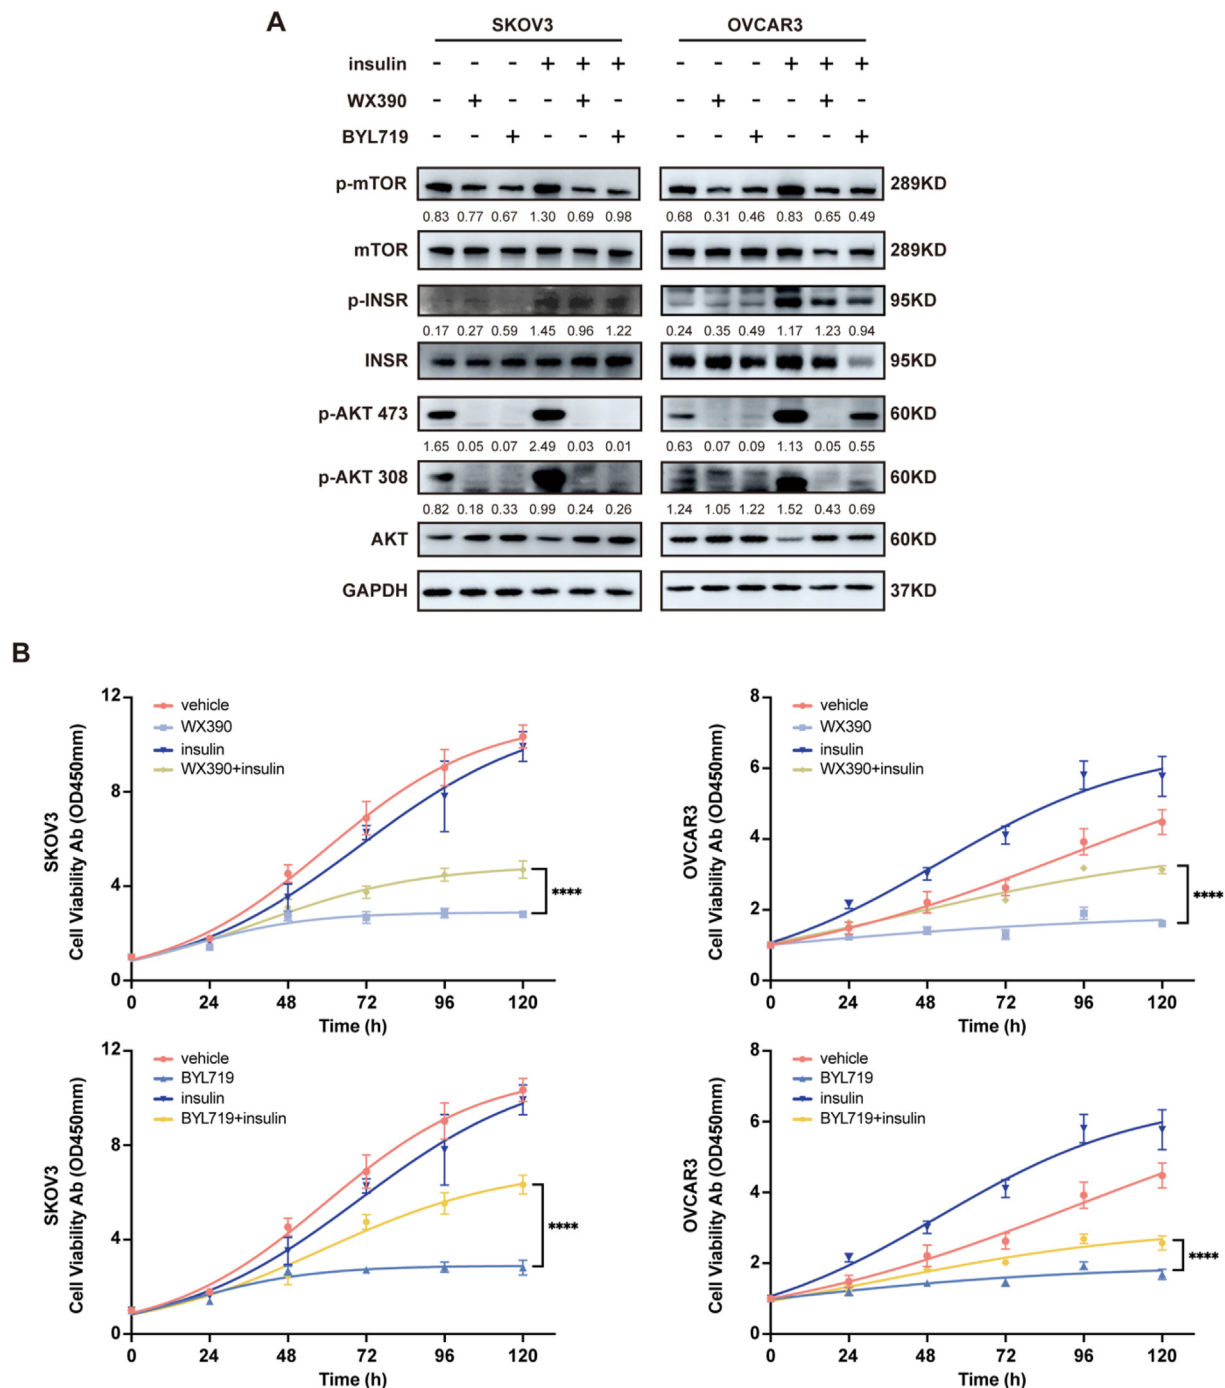 A
SKOV3 OVCAR3
insulin - - - + + + - - - + + +
WX390 - + - - + - - + - - + -
BYL719 - - + - - + - - + - - +
p-mTOR 289KD
0.83 0.77 0.67 1.30 0.69 0.98 0.68 0.31 0.46 0.83 0.65 0.49
mTOR 289KD
p-INSR 95KD
0.17 0.27 0.59 1.45 0.96 1.22 0.24 0.35 0.49 1.17 1.23 0.94
INSR 95KD
p-AKT 473 60KD
1.65 0.05 0.07 2.49 0.03 0.01 0.63 0.07 0.09 1.13 0.05 0.55
p-AKT 308 60KD
0.82 0.18 0.33 0.99 0.24 0.26 1.24 1.05 1.22 1.52 0.43 0.69
AKT 60KD
GAPDH 37KD
B
SKOV3
Cell Viability Ab (OD450mm)
12
8
4
0
vehicle
WX390
insulin
WX390+insulin
****
0 24 48 72 96 120
Time (h)
OVCAR3
Cell Viability Ab (OD450mm)
8
6
4
2
0
vehicle
WX390
insulin
WX390+insulin
****
0 24 48 72 96 120
Time (h)
SKOV3
Cell Viability Ab (OD450mm)
12
8
4
0
vehicle
BYL719
insulin
BYL719+insulin
****
0 24 48 72 96 120
Time (h)
OVCAR3
Cell Viability Ab (OD450mm)
8
6
4
2
0
vehicle
BYL719
insulin
BYL719+insulin
****
0 24 48 72 96 120
Time (h)